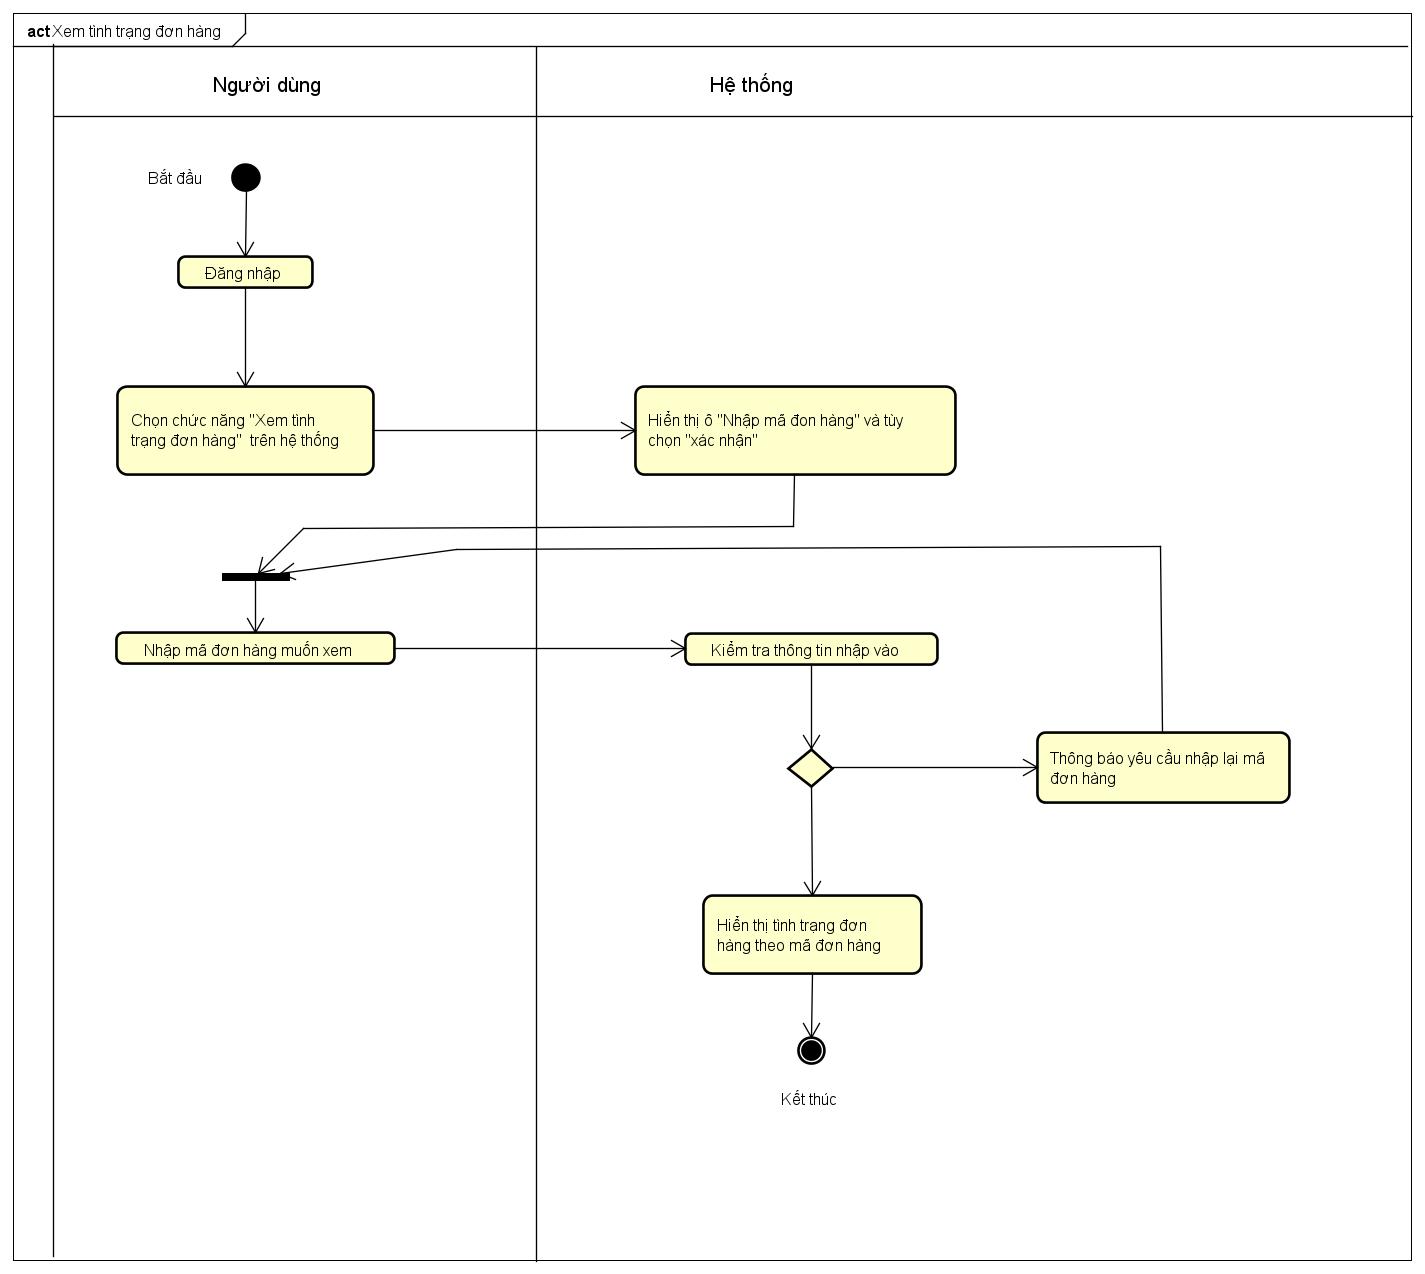 act Xem tình trạng đơn hàng
Người dùng
Hệ thống
Bắt đầu
Đăng nhập
Chọn chức năng "Xem tình
trạng đơn hàng" trên hệ thống
Hiển thị ô "Nhập mã đon hàng" và tùy
chọn "xác nhận"
Nhập mã đơn hàng muốn xem
Kiểm tra thông tin nhập vào
Thông báo yêu cầu nhập lại mã
đơn hàng
Hiển thị tình trạng đơn
hàng theo mã đơn hàng
Kết thúc